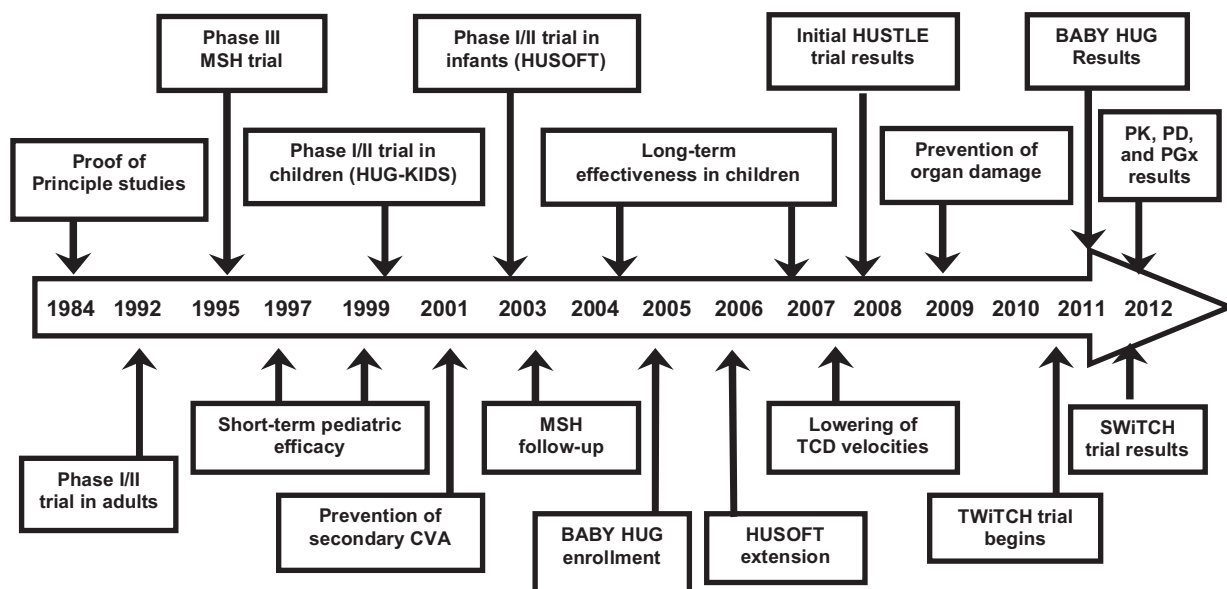 Phase III
MSH trial
Phase I/II trial in
infants (HUSOFT)
Initial HUSTLE
trial results
BABY HUG
Results
Proof of
Principle studies
Phase I/II trial in
children (HUG-KIDS)
Long-term
effectiveness in children
Prevention of
organ damage
PK, PD,
and PGx
results
1984 1992 1995 1997 1999 2001 2003 2004 2005 2006 2007 2008 2009 2010 2011 2012
Phase I/II
trial in adults
Short-term pediatric
efficacy
Prevention of
secondary CVA
MSH
follow-up
BABY HUG
enrollment
HUSOFT
extension
Lowering of
TCD velocities
TWiTCH trial
begins
SWiTCH
trial results